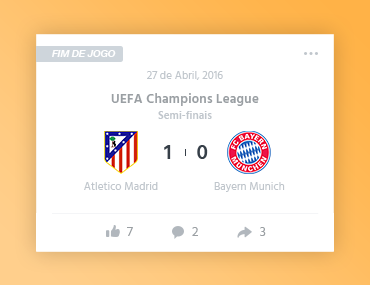 FIM DE JOGO
27 de Abril, 2016
UEFA Champions League
Semi-finais
1 0
FC BAYERN
MÜNCHEN
Atletico Madrid Bayern Munich
7 2 3